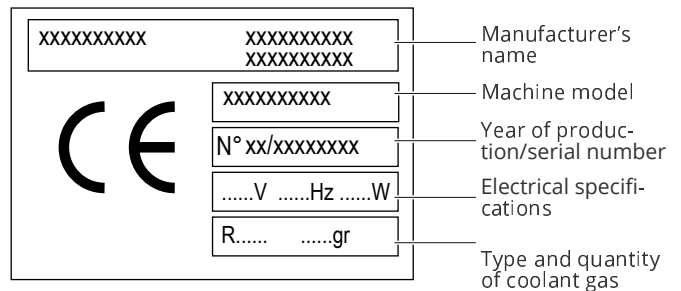 xxxxxxxxxx xxxxxxxxxx
xxxxxxxxxx
Manufacturer's
name
xxxxxxxxxx
Machine model
CE
N° xx/xxxxxxxx
Year of produc-
tion/serial number
......V ......Hz ......W
Electrical specifi-
cations
R...... ......gr
Type and quantity
of coolant gas